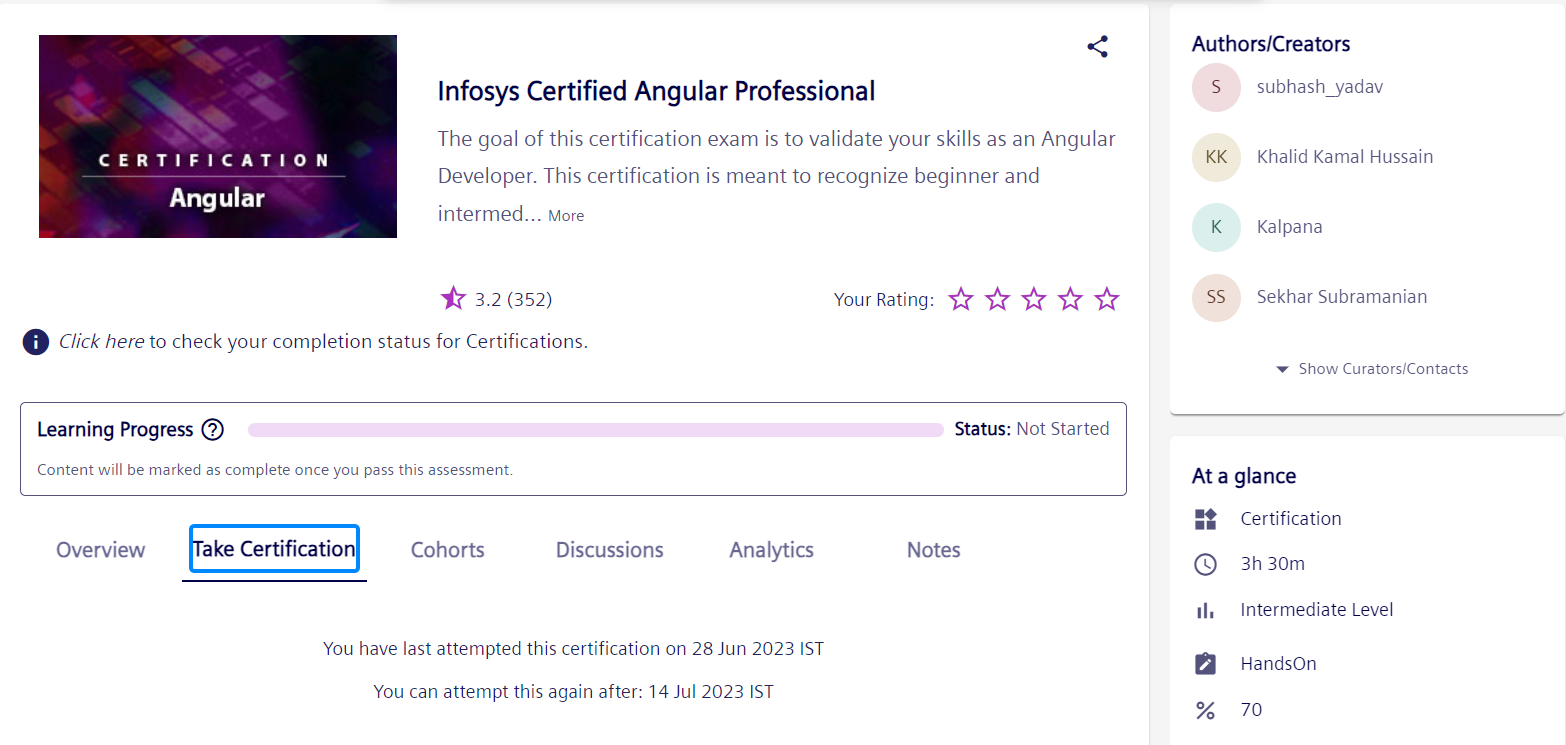 CERTIFICATION
Angular
Infosys Certified Angular Professional
The goal of this certification exam is to validate your skills as an Angular
Developer. This certification is meant to recognize beginner and
intermed... More
3.2 (352)
Your Rating:
Click here to check your completion status for Certifications.
Learning Progress
Status: Not Started
Content will be marked as complete once you pass this assessment.
Overview
Take Certification
Cohorts
Discussions
Analytics
Notes
You have last attempted this certification on 28 Jun 2023 IST
You can attempt this again after: 14 Jul 2023 IST
Authors/Creators
S
subhash_yadav
KK
Khalid Kamal Hussain
K
Kalpana
SS
Sekhar Subramanian
Show Curators/Contacts
At a glance
Certification
3h 30m
Intermediate Level
HandsOn
% 70